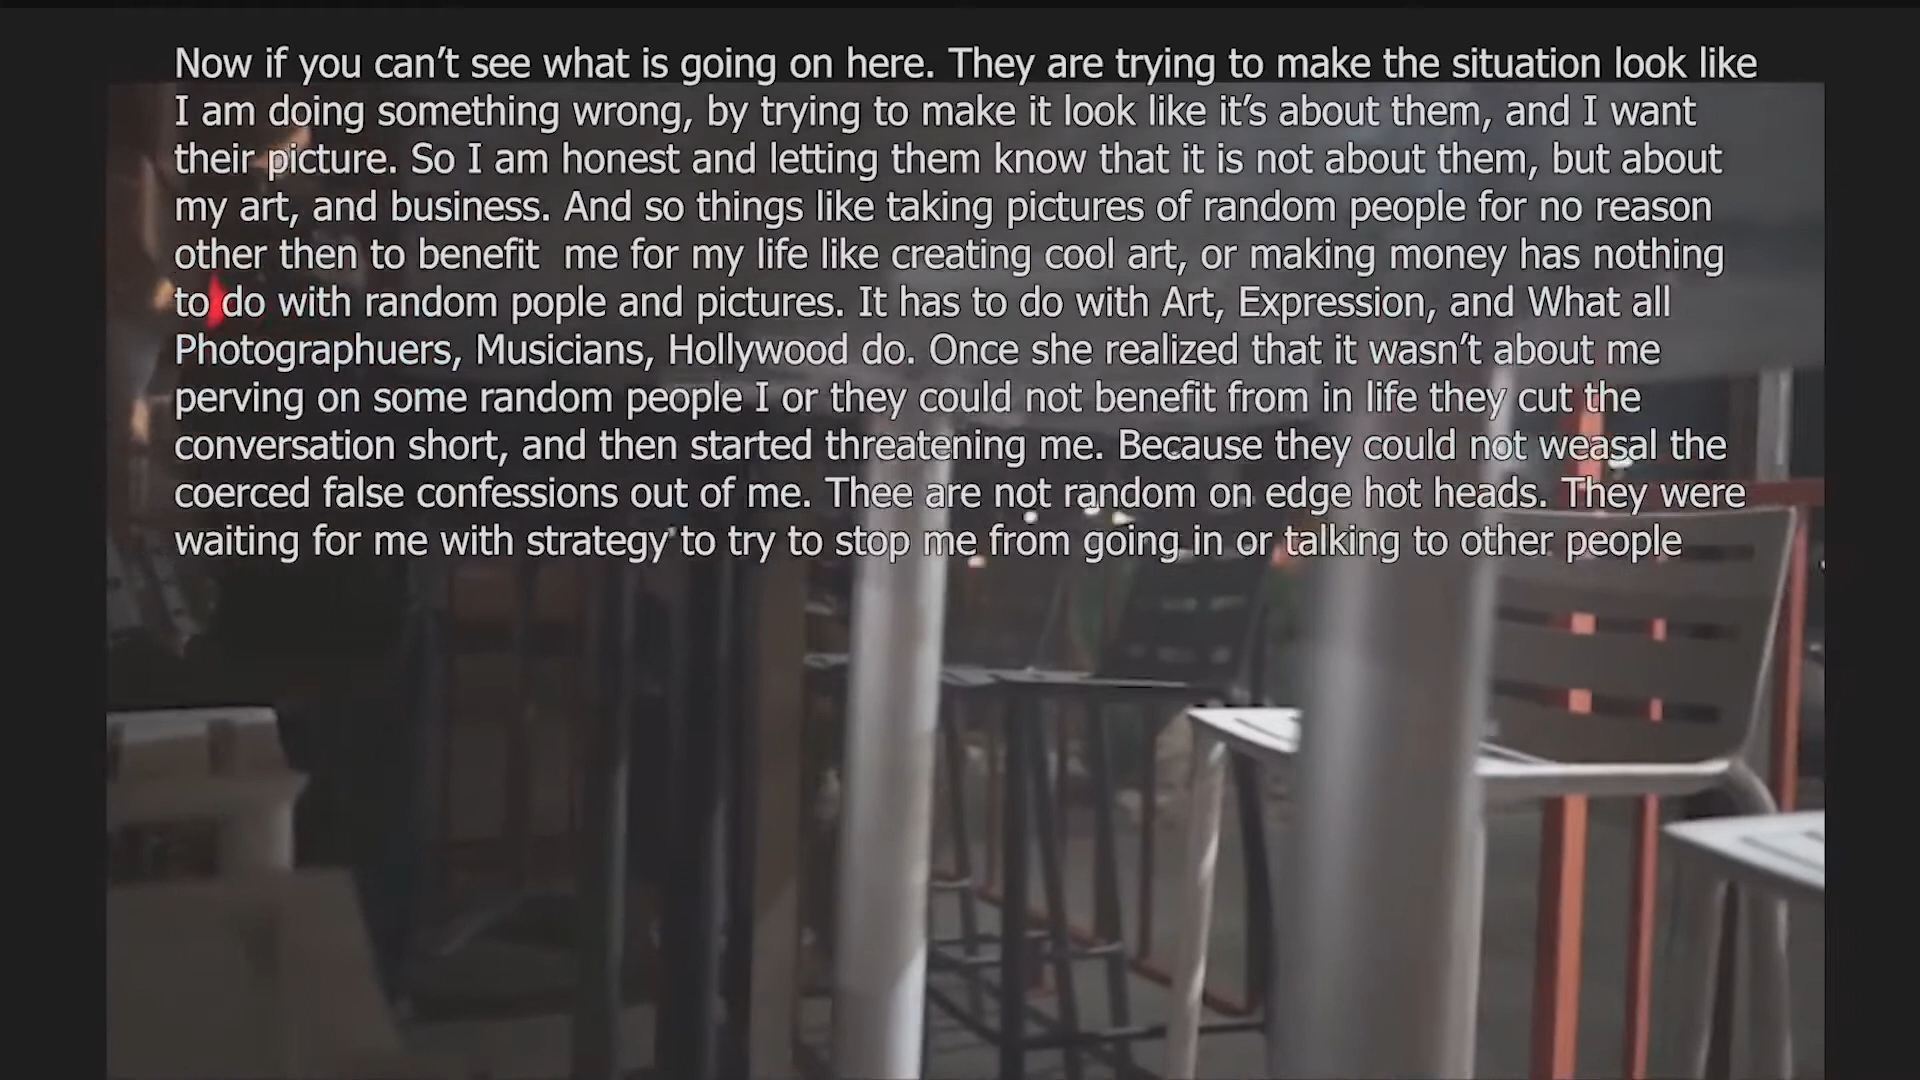 Now if you can’t see what is going on here. They are trying to make the situation look like
I am doing something wrong, by trying to make it look like it’s about them, and I want
their picture. So I am honest and letting them know that it is not about them, but about
my art, and business. And so things like taking pictures of random people for no reason
other then to benefit  me for my life like creating cool art, or making money has nothing
to do with random pople and pictures. It has to do with Art, Expression, and What all
Photographuers, Musicians, Hollywood do. Once she realized that it wasn’t about me
perving on some random people I or they could not benefit from in life they cut the
conversation short, and then started threatening me. Because they could not weasal the
coerced false confessions out of me. Thee are not random on edge hot heads. They were
waiting for me with strategy to try to stop me from going in or talking to other people